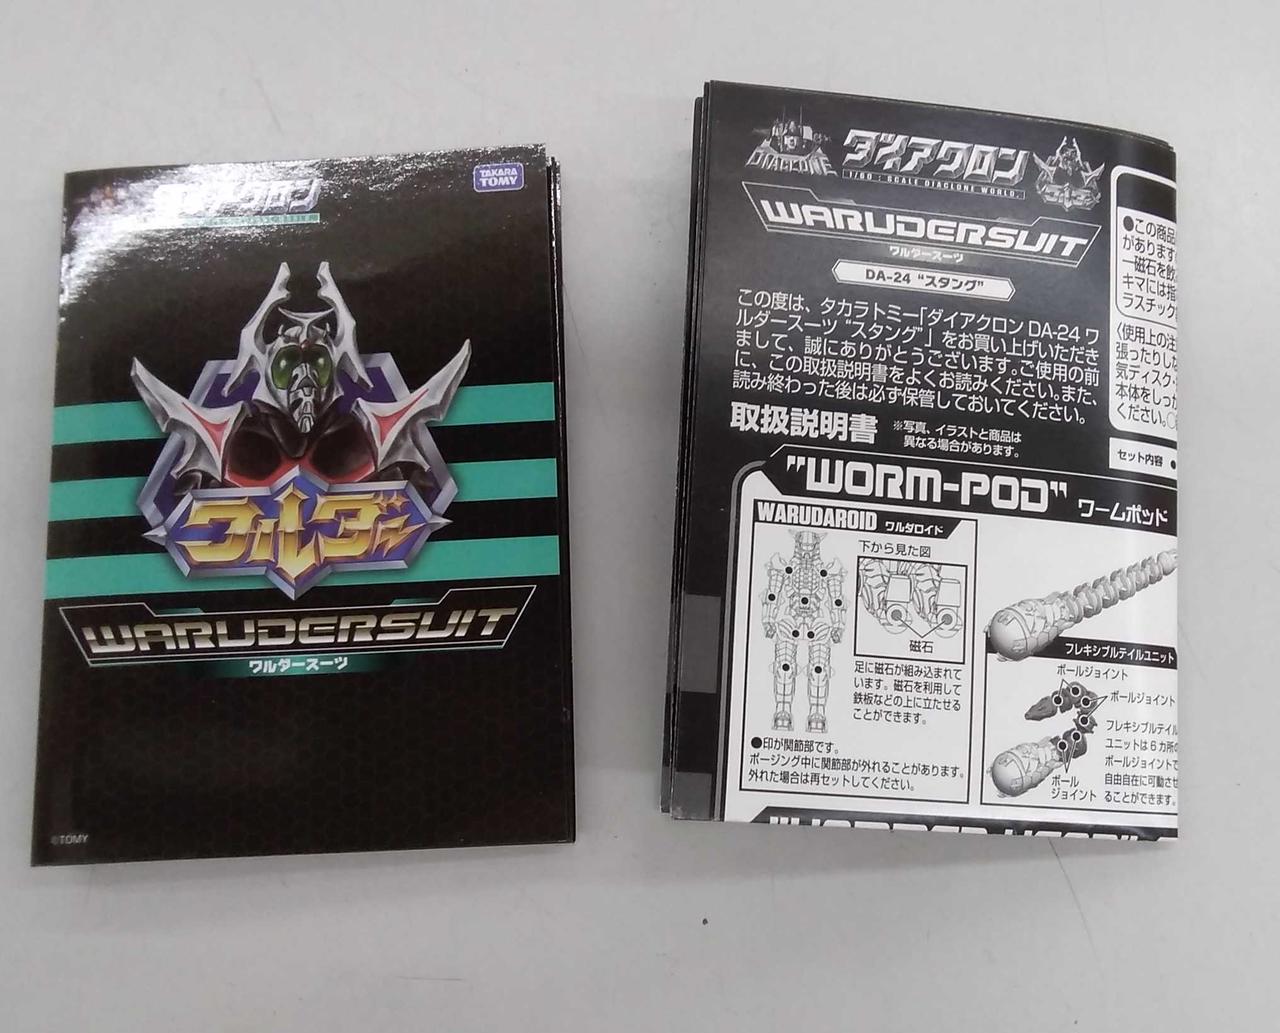 ダイアクロン
TAKARA
TOMY
ワルダー
WARUDERSUIT
ワルダースーツ
©TOMY
DIACLONE
ダイアクロン
1/60 : SCALE DIACLONE WORLD.
ワルダー
WARUDERSUIT
ワルダースーツ
DA-24 "スタング"
この度は、タカラトミー「ダイアクロン DA-24 ワ
ルダースーツ "スタング"」をお買い上げいただき
まして、誠にありがとうございます。ご使用の前
に、この取扱説明書をよくお読みください。また、
読み終わった後は必ず保管しておいてください。
取扱説明書
※写真、イラストと商品は
異なる場合があります。
●この商品
があります
一磁石を飲
キマには指
ラスチック
〈使用上の注
張ったりしな
気ディスク・
本体をしっか
ください。
セット内容 ●
"WORM-POD" ワームポッド
WARUDAROID ワルダロイド
下から見た図
磁石
足に磁石が組み込まれて
います。磁石を利用して
鉄板などの上に立たせる
ことができます。
●印が関節部です。
ポージング中に関節部が外れることがあります。
外れた場合は再セットしてください。
フレキシブルテイルユニット
ボールジョイント
ボールジョイント
フレキシブルテイル
ユニットは6カ所の
ボールジョイントで
自由自在に可動させ
ることができます。
ボール
ジョイント